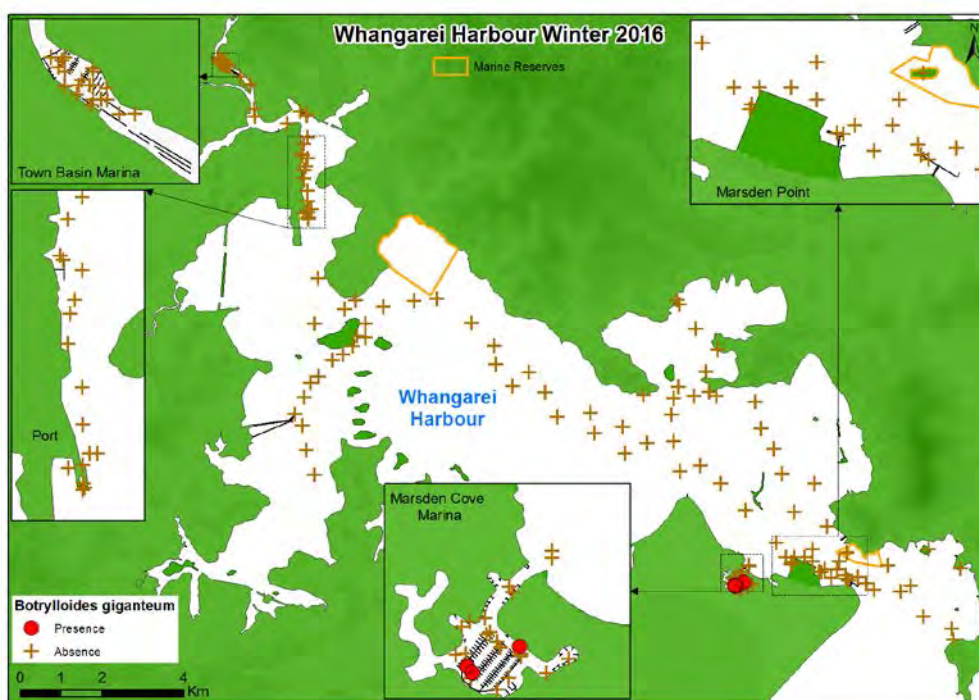 Whangarei Harbour Winter 2016
Marine Reserves
N
Town Basin Marina
Marsden Point
Port
Whangarei
Harbour
Marsden Cove
Marina
Botrylloides giganteum
Presence
Absence
0 1 2 4
Km